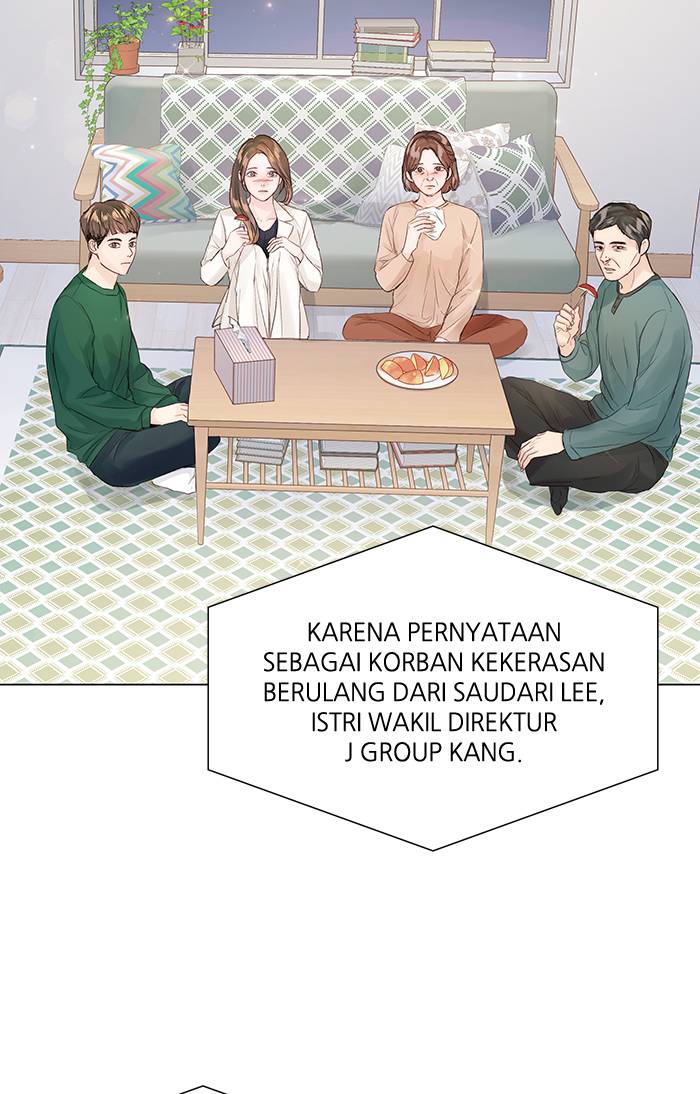 KARENA PERNYATAAN
SEBAGAI KORBAN KEKERASAN
BERULANG DARI SAUDARI LEE,
ISTRI WAKIL DIREKTUR
J GROUP KANG.